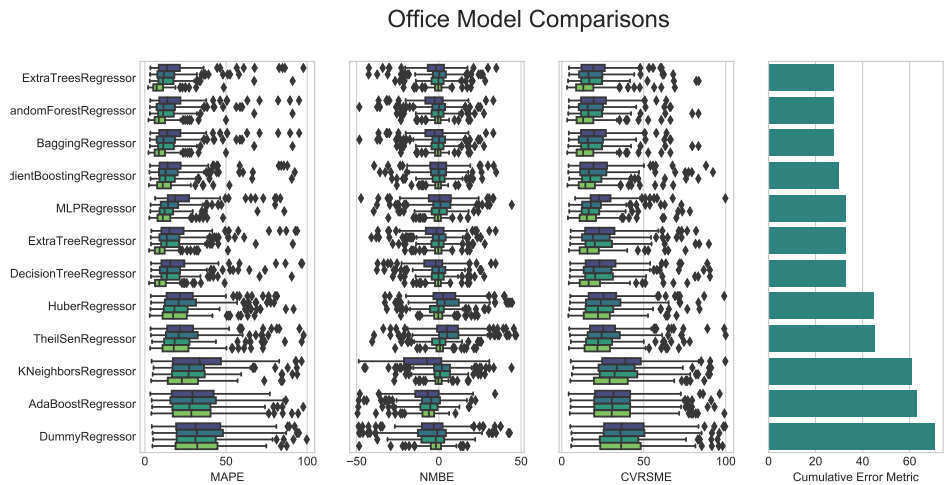 Office Model Comparisons
ExtraTreesRegressor
andomForestRegressor
BaggingRegressor
dientBoostingRegressor
MLPRegressor
ExtraTreeRegressor
DecisionTreeRegressor
HuberRegressor
TheilSenRegressor
KNeighborsRegressor
AdaBoostRegressor
DummyRegressor
0 50 100 −50 0 50 0 50 100 0 20 40 60
MAPE NMBE CVRSME Cumulative Error Metric